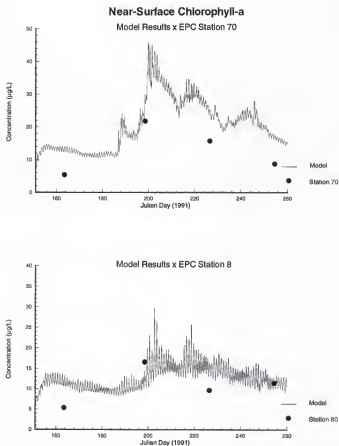 Near-Surface Chlorophyll-a
Model Results x EPC Station 70
Concentration (µg/L)
50
40
30
20
10
0
160
180
200
220
240
260
Julian Day (1991)
Model
Station 70
Model Results x EPC Station 8
Concentration (µg/L)
40
35
30
25
20
15
10
5
0
160
180
200
220
240
260
Julian Day (1991)
Model
Station 80